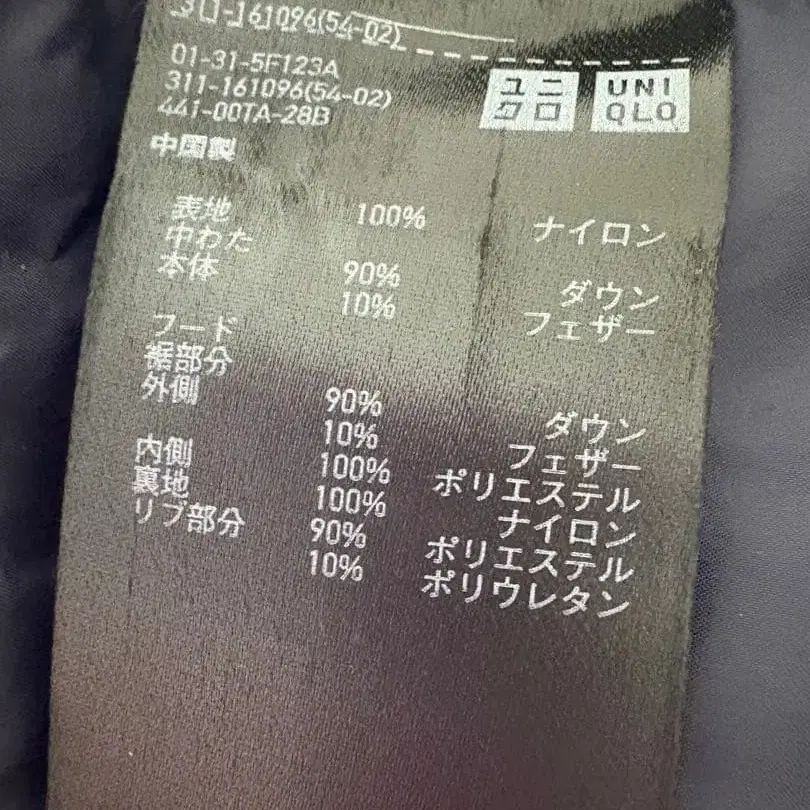 311-161096(54-02)
01-31-5F123A
311-161096(54-02)
441-00TA-28B
ユニクロ
UNIQLO
中国製
表地 100% ナイロン
中わた
本体 90% ダウン
10% フェザー
フード
裾部分
外側 90% ダウン
10% フェザー
内側 100% ポリエステル
裏地 100% ナイロン
リブ部分 90% ポリエステル
10% ポリウレタン